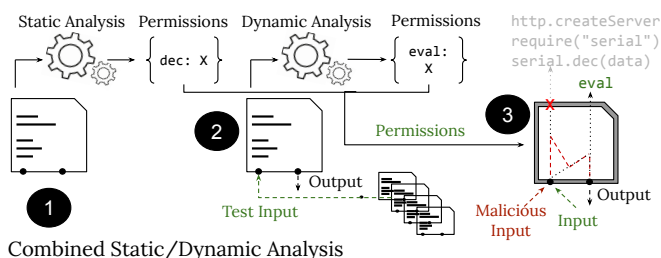 Static Analysis
Permissions
Dynamic Analysis
Permissions
http.createServer
require("serial")
serial.dec(data)
dec: X
eval:
X
eval
1
2
3
Permissions
Output
Test Input
Malicious
Input
Input
Output
X
Combined Static/Dynamic Analysis